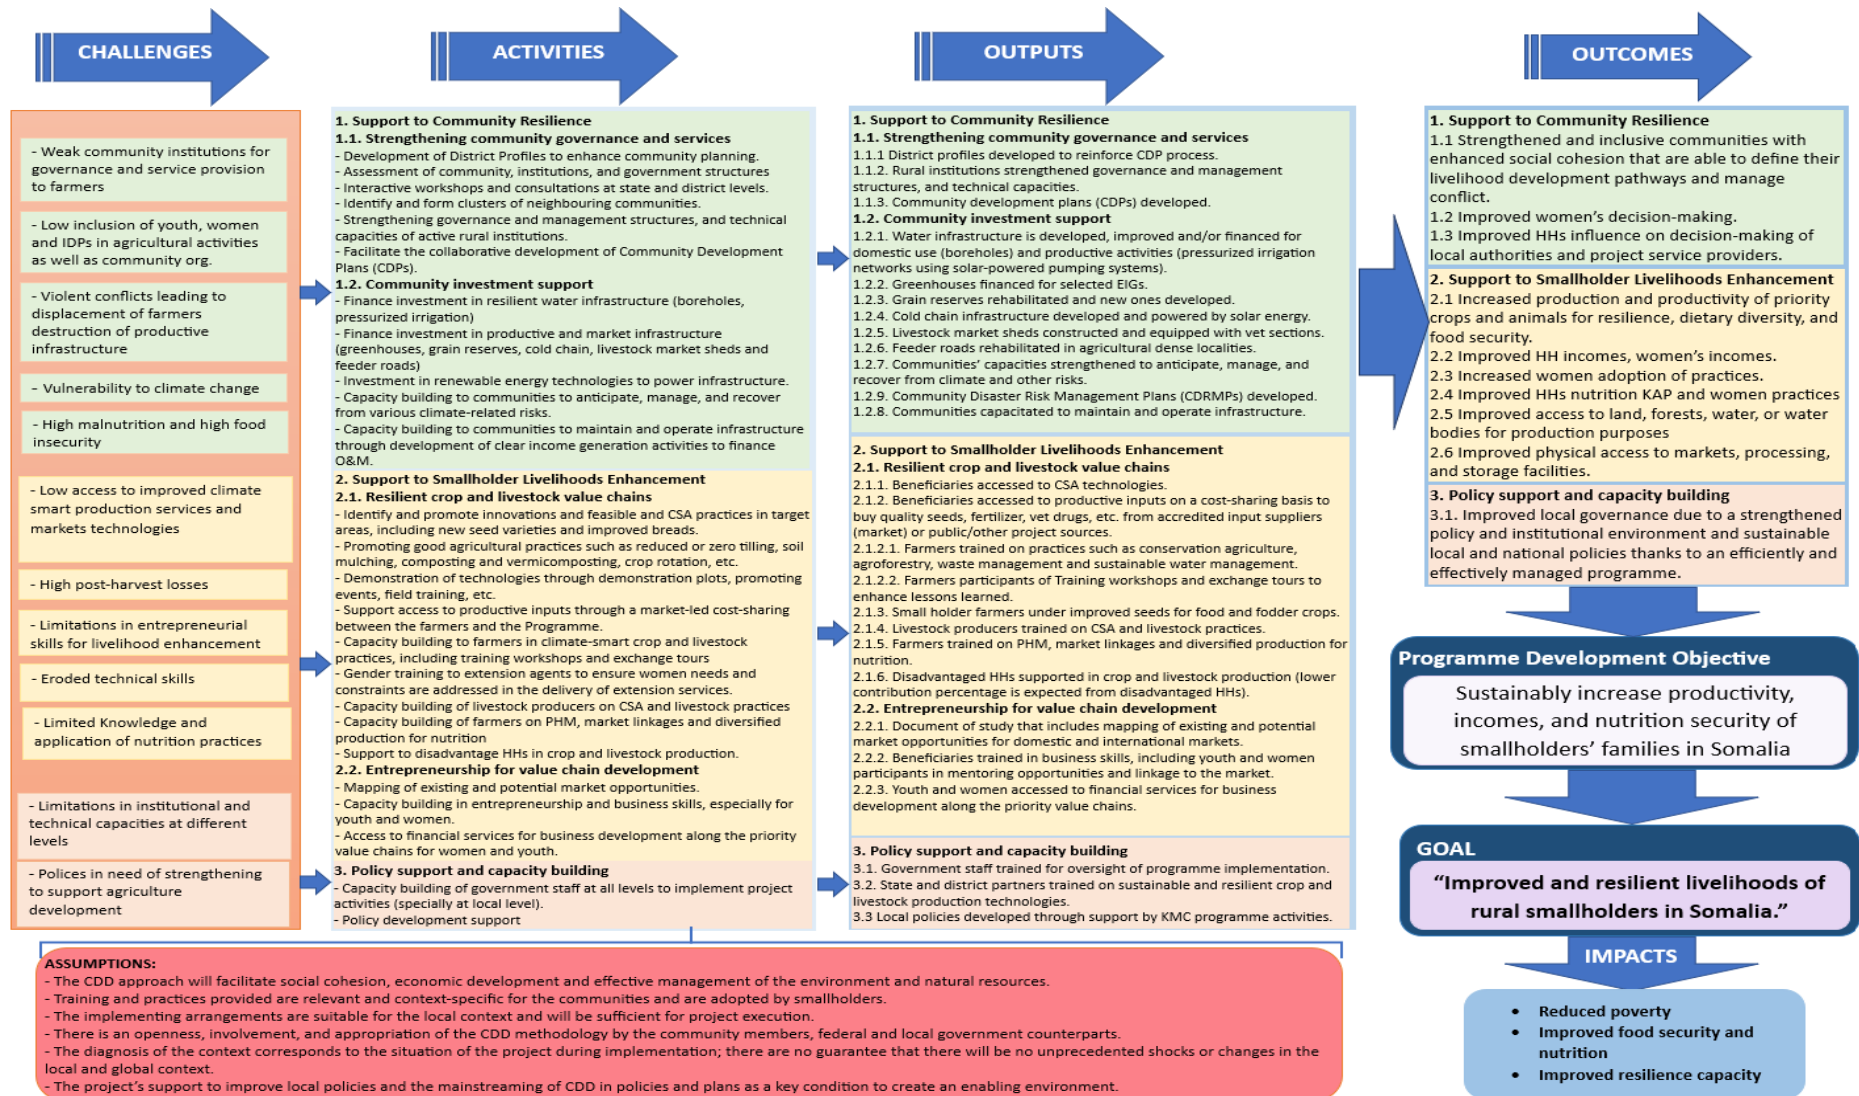 CHALLENGES
- Weak community institutions for
governance and service provision
to farmers
- Low inclusion of youth, women
and IDPs in agricultural activities
as well as community org.
- Violent conflicts leading to
displacement of farmers
destruction of productive
infrastructure
- Vulnerability to climate change
- High malnutrition and high food
insecurity
- Low access to improved climate
smart production services and
markets technologies
- High post-harvest losses
- Limitations in entrepreneurial
skills for livelihood enhancement
- Eroded technical skills
- Limited Knowledge and
application of nutrition practices
- Limitations in institutional and
technical capacities at different
levels
- Polices in need of strengthening
to support agriculture
development
ACTIVITIES
1. Support to Community Resilience
1.1. Strengthening community governance and services
- Development of District Profiles to enhance community planning.
- Assessment of community, institutions, and government structures
- Interactive workshops and consultations at state and district levels.
- Identify and form clusters of neighbouring communities.
- Strengthening governance and management structures, and technical
capacities of active rural institutions.
- Facilitate the collaborative development of Community Development
Plans (CDPs).
1.2. Community investment support
- Finance investment in resilient water infrastructure (boreholes,
pressurized irrigation)
- Finance investment in productive and market infrastructure
(greenhouses, grain reserves, cold chain, livestock market sheds and
feeder roads)
- Investment in renewable energy technologies to power infrastructure.
- Capacity building to communities to anticipate, manage, and recover
from various climate-related risks.
- Capacity building to communities to maintain and operate infrastructure
through development of clear income generation activities to finance
O&M.
2. Support to Smallholder Livelihoods Enhancement
2.1. Resilient crop and livestock value chains
- Identify and promote innovations and feasible and CSA practices in target
areas, including new seed varieties and improved breads.
- Promoting good agricultural practices such as reduced or zero tilling, soil
mulching, composting and vermicomposting, crop rotation, etc.
- Demonstration of technologies through demonstration plots, promoting
events, field training, etc.
- Support access to productive inputs through a market-led cost-sharing
between the farmers and the Programme.
- Capacity building to farmers in climate-smart crop and livestock
practices, including training workshops and exchange tours
- Gender training to extension agents to ensure women needs and
constraints are addressed in the delivery of extension services.
- Capacity building of livestock producers on CSA and livestock practices
- Capacity building of farmers on PHM, market linkages and diversified
production for nutrition
- Support to disadvantage HHs in crop and livestock production.
2.2. Entrepreneurship for value chain development
- Mapping of existing and potential market opportunities.
- Capacity building in entrepreneurship and business skills, especially for
youth and women.
- Access to financial services for business development along the priority
value chains for women and youth.
3. Policy support and capacity building
- Capacity building of government staff at all levels to implement project
activities (specially at local level).
- Policy development support
OUTPUTS
1. Support to Community Resilience
1.1. Strengthening community governance and services
1.1.1 District profiles developed to reinforce CDP process.
1.1.2. Rural institutions strengthened governance and management
structures, and technical capacities.
1.1.3. Community development plans (CDPs) developed.
1.2. Community investment support
1.2.1. Water infrastructure is developed, improved and/or financed for
domestic use (boreholes) and productive activities (pressurized irrigation
networks using solar-powered pumping systems).
1.2.2. Greenhouses financed for selected EIGs.
1.2.3. Grain reserves rehabilitated and new ones developed.
1.2.4. Cold chain infrastructure developed and powered by solar energy.
1.2.5. Livestock market sheds constructed and equipped with vet sections.
1.2.6. Feeder roads rehabilitated in agricultural dense localities.
1.2.7. Communities' capacities strengthened to anticipate, manage, and
recover from climate and other risks.
1.2.9. Community Disaster Risk Management Plans (CDRMPs) developed.
1.2.8. Communities capacitated to maintain and operate infrastructure.
2. Support to Smallholder Livelihoods Enhancement
2.1. Resilient crop and livestock value chains
2.1.1. Beneficiaries accessed to CSA technologies.
2.1.2. Beneficiaries accessed to productive inputs on a cost-sharing basis to
buy quality seeds, fertilizer, vet drugs, etc. from accredited input suppliers
(market) or public/other project sources.
2.1.2.1. Farmers trained on practices such as conservation agriculture,
agroforestry, waste management and sustainable water management.
2.1.2.2. Farmers participants of Training workshops and exchange tours to
enhance lessons learned.
2.1.3. Small holder farmers under improved seeds for food and fodder crops.
2.1.4. Livestock producers trained on CSA and livestock practices.
2.1.5. Farmers trained on PHM, market linkages and diversified production for
nutrition.
2.1.6. Disadvantaged HHs supported in crop and livestock production (lower
contribution percentage is expected from disadvantaged HHs).
2.2. Entrepreneurship for value chain development
2.2.1. Document of study that includes mapping of existing and potential
market opportunities for domestic and international markets.
2.2.2. Beneficiaries trained in business skills, including youth and women
participants in mentoring opportunities and linkage to the market.
2.2.3. Youth and women accessed to financial services for business
development along the priority value chains.
3. Policy support and capacity building
3.1. Government staff trained for oversight of programme implementation.
3.2. State and district partners trained on sustainable and resilient crop and
livestock production technologies.
3.3 Local policies developed through support by KMC programme activities.
OUTCOMES
1. Support to Community Resilience
1.1 Strengthened and inclusive communities with
enhanced social cohesion that are able to define their
livelihood development pathways and manage
conflict.
1.2 Improved women's decision-making.
1.3 Improved HHs influence on decision-making of
local authorities and project service providers.
2. Support to Smallholder Livelihoods Enhancement
2.1 Increased production and productivity of priority
crops and animals for resilience, dietary diversity, and
food security.
2.2 Improved HH incomes, women's incomes.
2.3 Increased women adoption of practices.
2.4 Improved HHs nutrition KAP and women practices
2.5 Improved access to land, forests, water, or water
bodies for production purposes
2.6 Improved physical access to markets, processing,
and storage facilities.
3. Policy support and capacity building
3.1. Improved local governance due to a strengthened
policy and institutional environment and sustainable
local and national policies thanks to an efficiently and
effectively managed programme.
Programme Development Objective
Sustainably increase productivity,
incomes, and nutrition security of
smallholders' families in Somalia
GOAL
"Improved and resilient livelihoods of
rural smallholders in Somalia."
IMPACTS
• Reduced poverty
• Improved food security and
nutrition
• Improved resilience capacity
ASSUMPTIONS:
- The CDD approach will facilitate social cohesion, economic development and effective management of the environment and natural resources.
- Training and practices provided are relevant and context-specific for the communities and are adopted by smallholders.
- The implementing arrangements are suitable for the local context and will be sufficient for project execution.
- There is an openness, involvement, and appropriation of the CDD methodology by the community members, federal and local government counterparts.
- The diagnosis of the context corresponds to the situation of the project during implementation; there are no guarantee that there will be no unprecedented shocks or changes in the
local and global context.
- The project's support to improve local policies and the mainstreaming of CDD in policies and plans as a key condition to create an enabling environment.